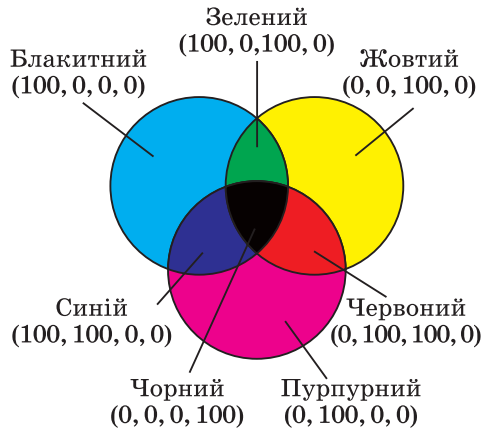 Зелений
(100, 0,100, 0)
Блакитний
(100, 0, 0, 0)
Жовтий
(0, 0, 100, 0)
Синій
(100, 100, 0, 0)
Червоний
(0, 100, 100, 0)
Чорний
(0, 0, 0, 100)
Пурпурний
(0, 100, 0, 0)